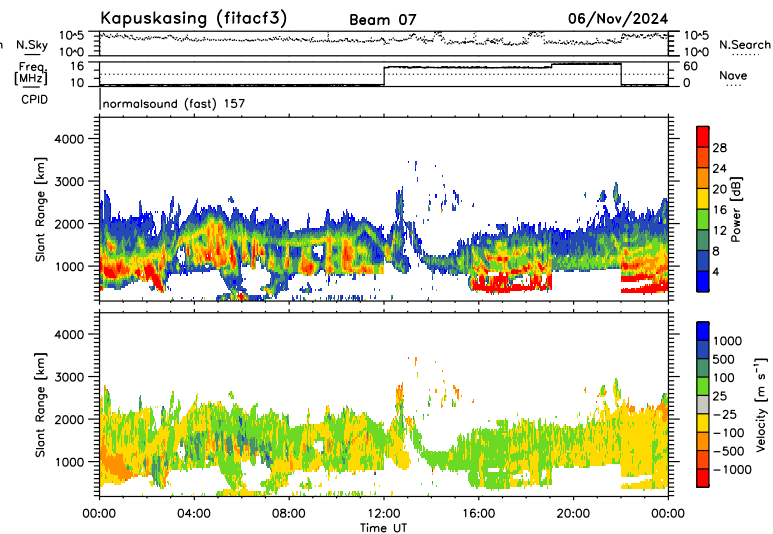 Kapuskasing (fitacf3) Beam 07 06/Nov/2024
N.Sky 10^5 10^0 10^5 10^0 N.Search
Freq. [MHz] 16 10 60 0 Nave
CPID normalsound (fast) 157
Slant Range [km]
4000
3000
2000
1000
28
24
20
16
12
8
4
Power [dB]
Slant Range [km]
4000
3000
2000
1000
1000
500
100
25
-25
-100
-500
-1000
Velocity [m s⁻¹]
00:00 04:00 08:00 12:00 16:00 20:00 00:00
Time UT